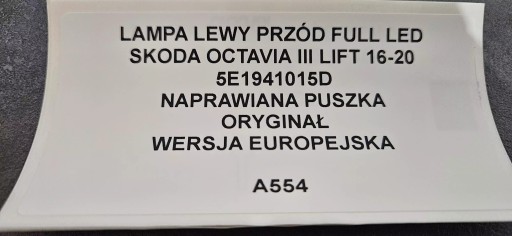 LAMPA LEWY PRZÓD FULL LED
SKODA OCTAVIA III LIFT 16-20
5E1941015D
NAPRAWIANA PUSZKA
ORYGINAŁ
WERSJA EUROPEJSKA
A554